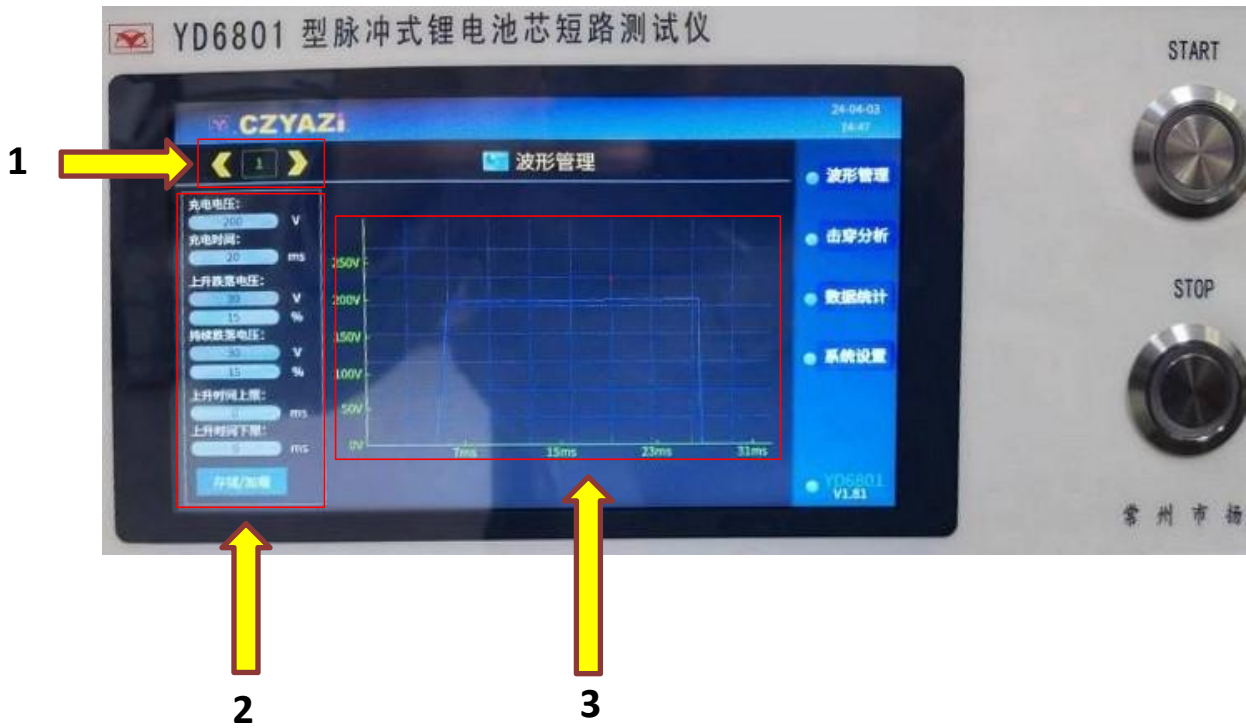 YD6801 型脉冲式锂电池芯短路测试仪
START
CZYAZi
24-04-03
14:47
1
1
波形管理
波形管理
充电电压:
200 V
充电时间:
20 ms
上升跌落电压:
30 V
15 %
持续跌落电压:
30 V
15 %
上升时间上限:
0 ms
上升时间下限:
0 ms
存储/加载
250V
200V
150V
100V
50V
0V
7ms
15ms
23ms
31ms
击穿分析
数据统计
系统设置
YD6801
V1.81
STOP
常州市扬
2
3